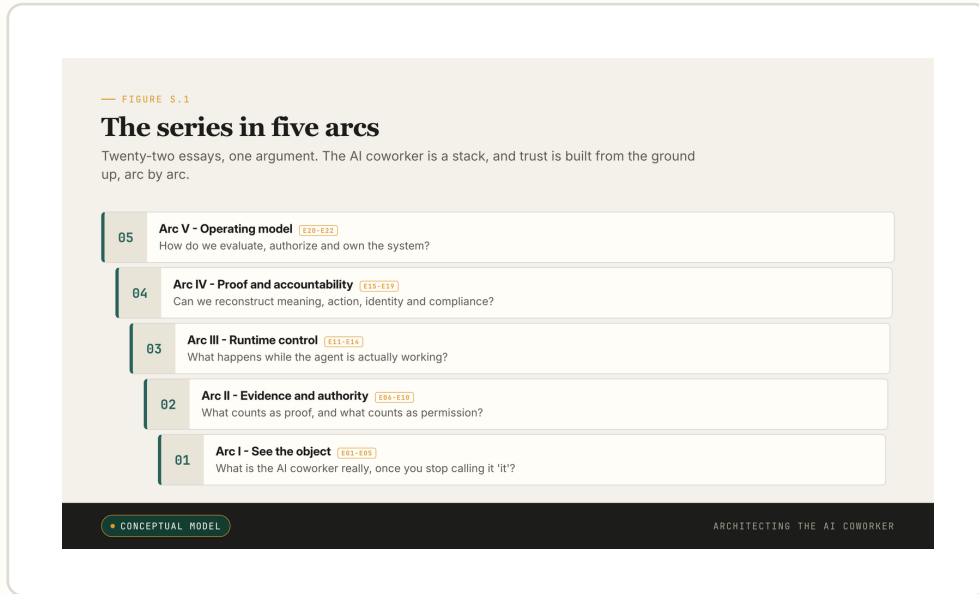 FIGURE S.1
The series in five arcs
Twenty-two essays, one argument. The AI coworker is a stack, and trust is built from the ground
up, arc by arc.
05
Arc V - Operating model E20-E22
How do we evaluate, authorize and own the system?
04
Arc IV - Proof and accountability E15-E19
Can we reconstruct meaning, action, identity and compliance?
03
Arc III - Runtime control E11-E14
What happens while the agent is actually working?
02
Arc II - Evidence and authority E06-E10
What counts as proof, and what counts as permission?
01
Arc I - See the object E01-E05
What is the AI coworker really, once you stop calling it 'it'?
CONCEPTUAL MODEL
ARCHITECTING THE AI COWORKER